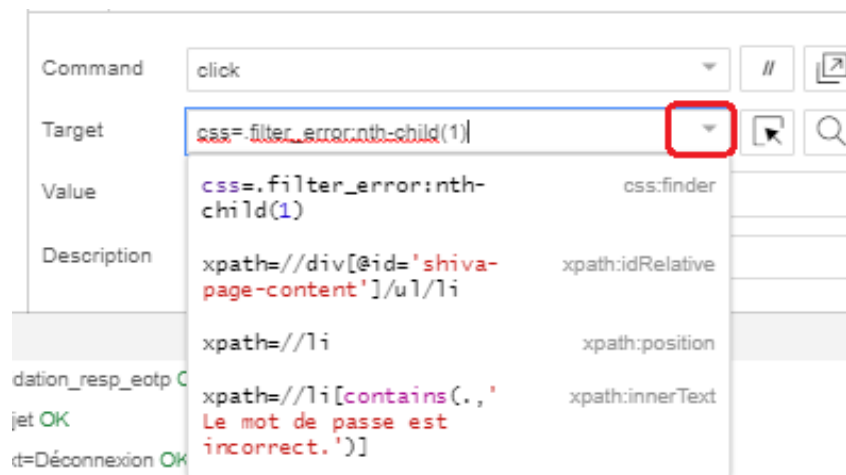 Command click //
Target css=.filter_error:nth-child(1)
Value
Description
css=.filter_error:nth- css:finder
child(1)
xpath=//div[@id='shiva- xpath:idRelative
page-content']/ul/li
xpath=//li xpath:position
xpath=//li[contains(.,' xpath:innerText
Le mot de passe est
incorrect.')]
dation_resp_eotp
jet OK
xt=Déconnexion OK